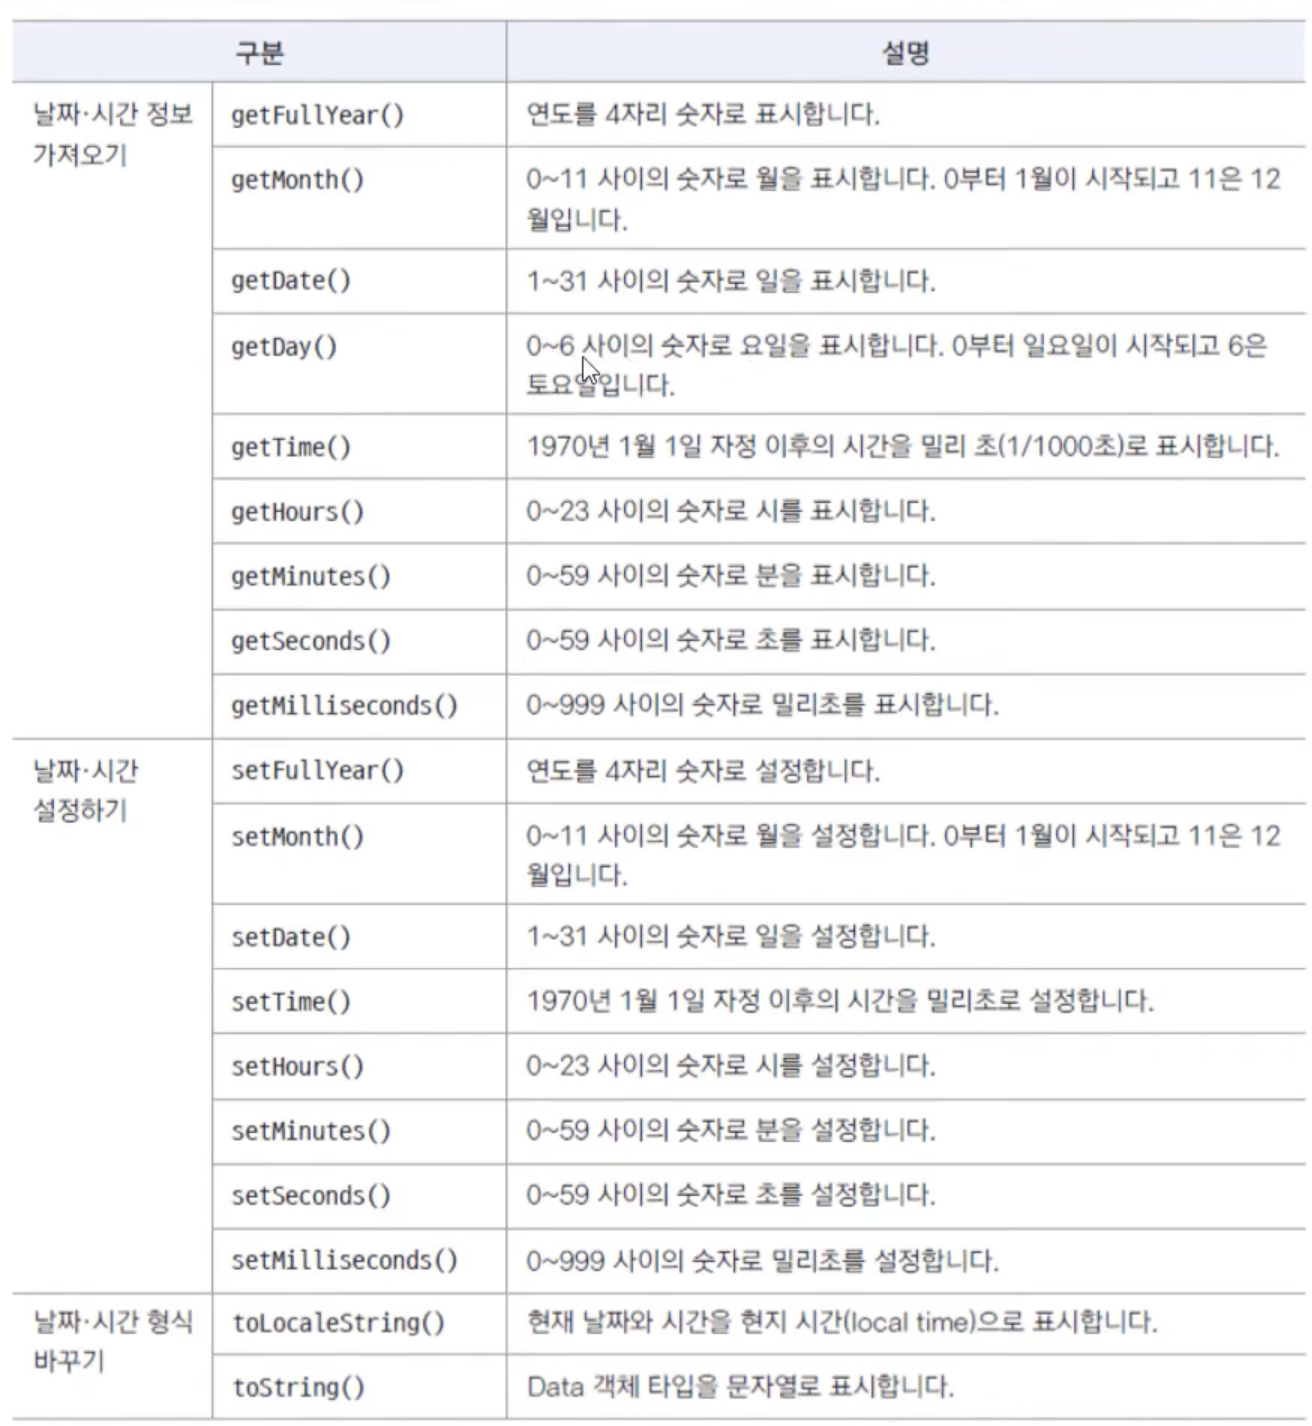 구분 설명
날짜·시간 정보 getFullYear() 연도를 4자리 숫자로 표시합니다.
가져오기
getMonth() 0~11 사이의 숫자로 월을 표시합니다. 0부터 1월이 시작되고 11은 12
월입니다.
getDate() 1~31 사이의 숫자로 일을 표시합니다.
getDay() 0~6 사이의 숫자로 요일을 표시합니다. 0부터 일요일이 시작되고 6은
토요일입니다.
getTime() 1970년 1월 1일 자정 이후의 시간을 밀리 초(1/1000초)로 표시합니다.
getHours() 0~23 사이의 숫자로 시를 표시합니다.
getMinutes() 0~59 사이의 숫자로 분을 표시합니다.
getSeconds() 0~59 사이의 숫자로 초를 표시합니다.
getMilliseconds() 0~999 사이의 숫자로 밀리초를 표시합니다.
날짜·시간 setFullYear() 연도를 4자리 숫자로 설정합니다.
설정하기
setMonth() 0~11 사이의 숫자로 월을 설정합니다. 0부터 1월이 시작되고 11은 12
월입니다.
setDate() 1~31 사이의 숫자로 일을 설정합니다.
setTime() 1970년 1월 1일 자정 이후의 시간을 밀리초로 설정합니다.
setHours() 0~23 사이의 숫자로 시를 설정합니다.
setMinutes() 0~59 사이의 숫자로 분을 설정합니다.
setSeconds() 0~59 사이의 숫자로 초를 설정합니다.
setMilliseconds() 0~999 사이의 숫자로 밀리초를 설정합니다.
날짜·시간 형식 toLocaleString() 현재 날짜와 시간을 현지 시간(local time)으로 표시합니다.
바꾸기
toString() Data 객체 타입을 문자열로 표시합니다.